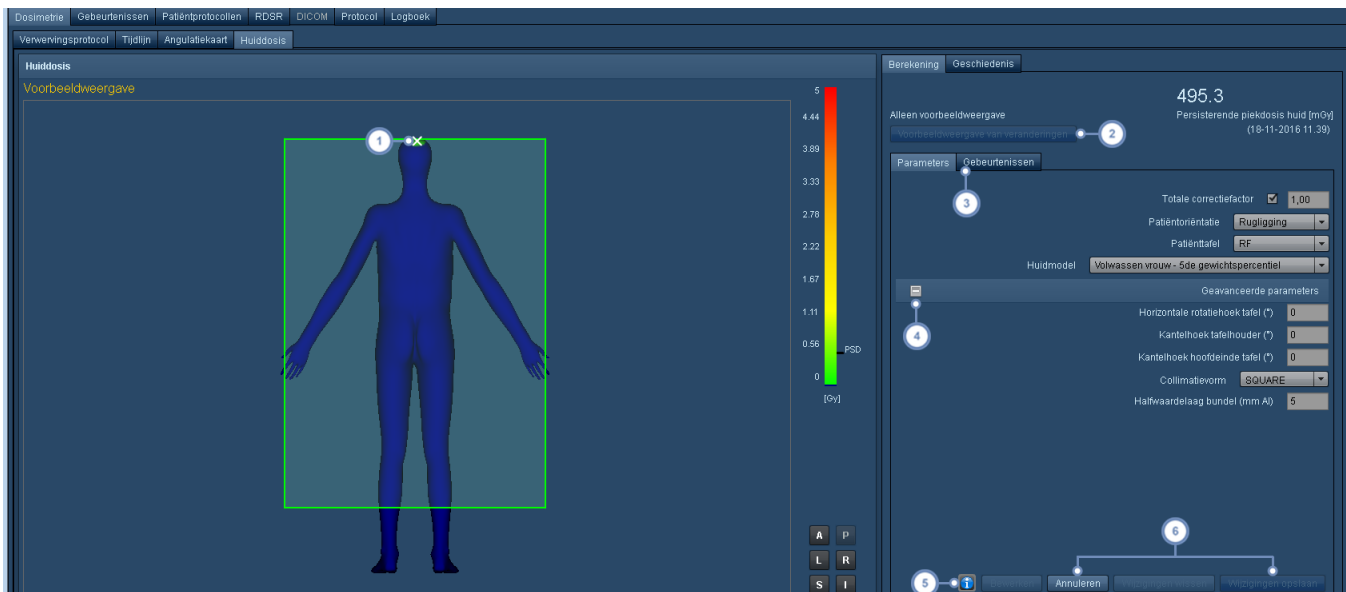 Dosimetrie Gebeurtenissen Patiëntprotocollen RDSR DICOM Protocol Logboek
Verwervingsprotocol Tijdlijn Angulatiekaart Huiddosis
Huiddosis
Voorbeeldweergave
5
4.44
3.89
3.33
2.78
2.22
1.67
1.11
0.56
PSD
0
[Gy]
1
A P
L R
S I
Berekening Geschiedenis
495.3
Alleen voorbeeldweergave Persisterende piekdosis huid [mGy]
Voorbeeldweergave van veranderingen 2 (18-11-2016 11.39)
Parameters Gebeurtenissen
3
Totale correctiefactor 1,00
Patiëntoriëntatie Rugligging
Patiënttafel RF
Huidmodel Volwassen vrouw - 5de gewichtspercentiel
Geavanceerde parameters
4
Horizontale rotatiehoek tafel (°) 0
Kantelhoek tafelhouder (°) 0
Kantelhoek hoofdeinde tafel (°) 0
Collimatievorm SQUARE
Halfwaardelaag bundel (mm Al) 5
6
5 Annuleren Wijzigingen opslaan